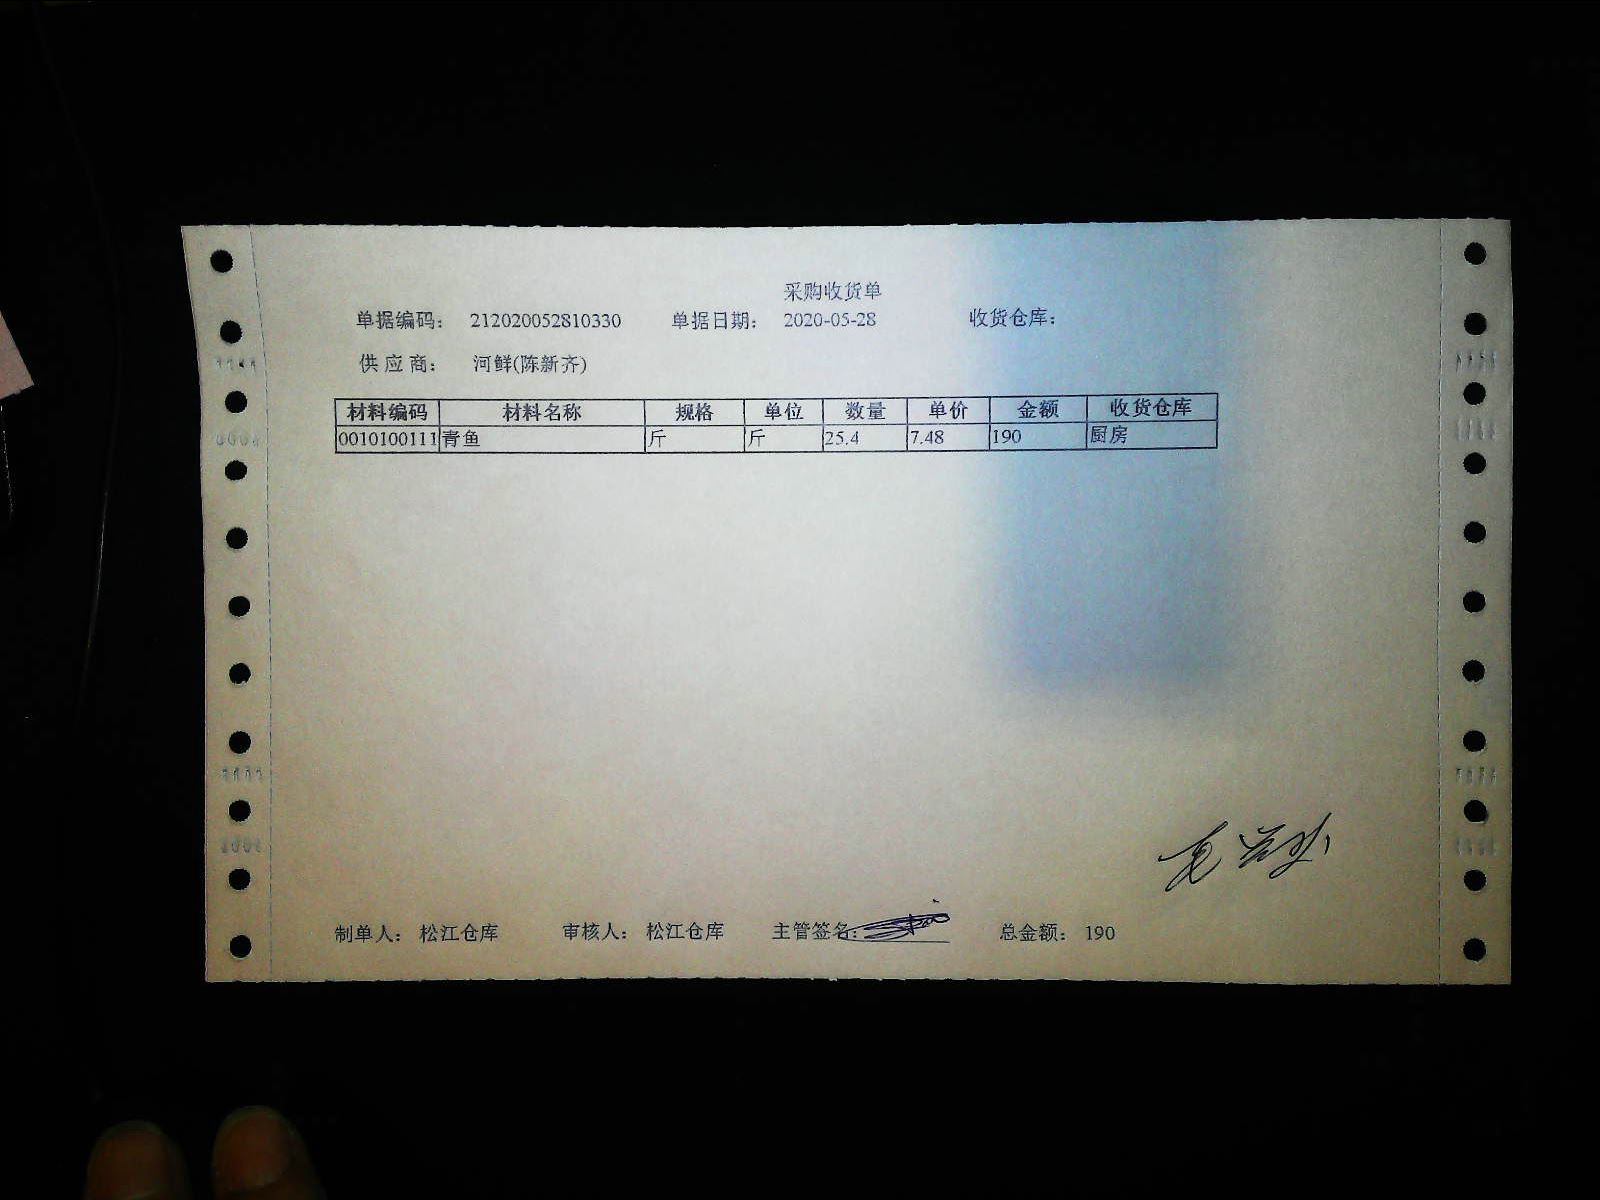 采购收货单
单据编码: 212020052810330 单据日期: 2020-05-28 收货仓库:
供应商: 河鲜(陈新齐)
材料编码 材料名称 规格 单位 数量 单价 金额 收货仓库
0010100111 青鱼 斤 斤 25.4 7.48 190 厨房
制单人: 松江仓库 审核人: 松江仓库 主管签名: 总金额: 190